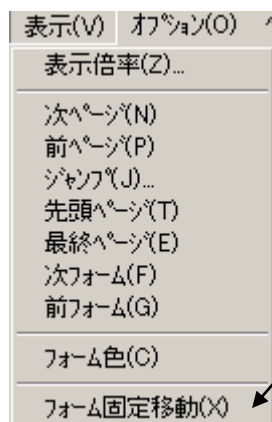 表示(V) ｵﾌﾟｼｮﾝ(O)
表示倍率(Z)...
次ﾍﾟｰｼﾞ(N)
前ﾍﾟｰｼﾞ(P)
ｼﾞｬﾝﾌﾟ(J)...
先頭ﾍﾟｰｼﾞ(T)
最終ﾍﾟｰｼﾞ(E)
次ﾌｫｰﾑ(F)
前ﾌｫｰﾑ(G)
ﾌｫｰﾑ色(C)
ﾌｫｰﾑ固定移動(X)